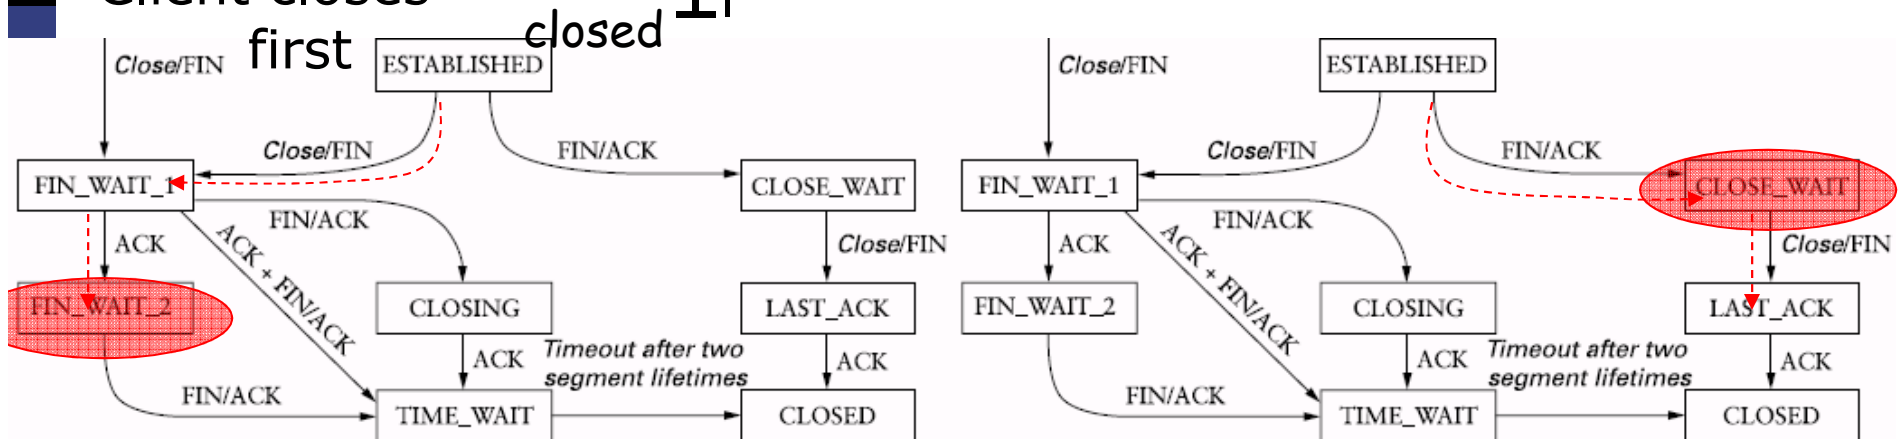 Client closes
first
closed
Close/FIN
ESTABLISHED
Close/FIN
FIN/ACK
FIN_WAIT_1
CLOSE_WAIT
FIN/ACK
ACK
ACK + FIN/ACK
Close/FIN
FIN_WAIT_2
CLOSING
LAST_ACK
ACK
Timeout after two
segment lifetimes
ACK
FIN/ACK
TIME_WAIT
CLOSED
Close/FIN
ESTABLISHED
Close/FIN
FIN/ACK
FIN_WAIT_1
CLOSE_WAIT
FIN/ACK
ACK
ACK + FIN/ACK
Close/FIN
FIN_WAIT_2
CLOSING
LAST_ACK
ACK
Timeout after two
segment lifetimes
ACK
FIN/ACK
TIME_WAIT
CLOSED